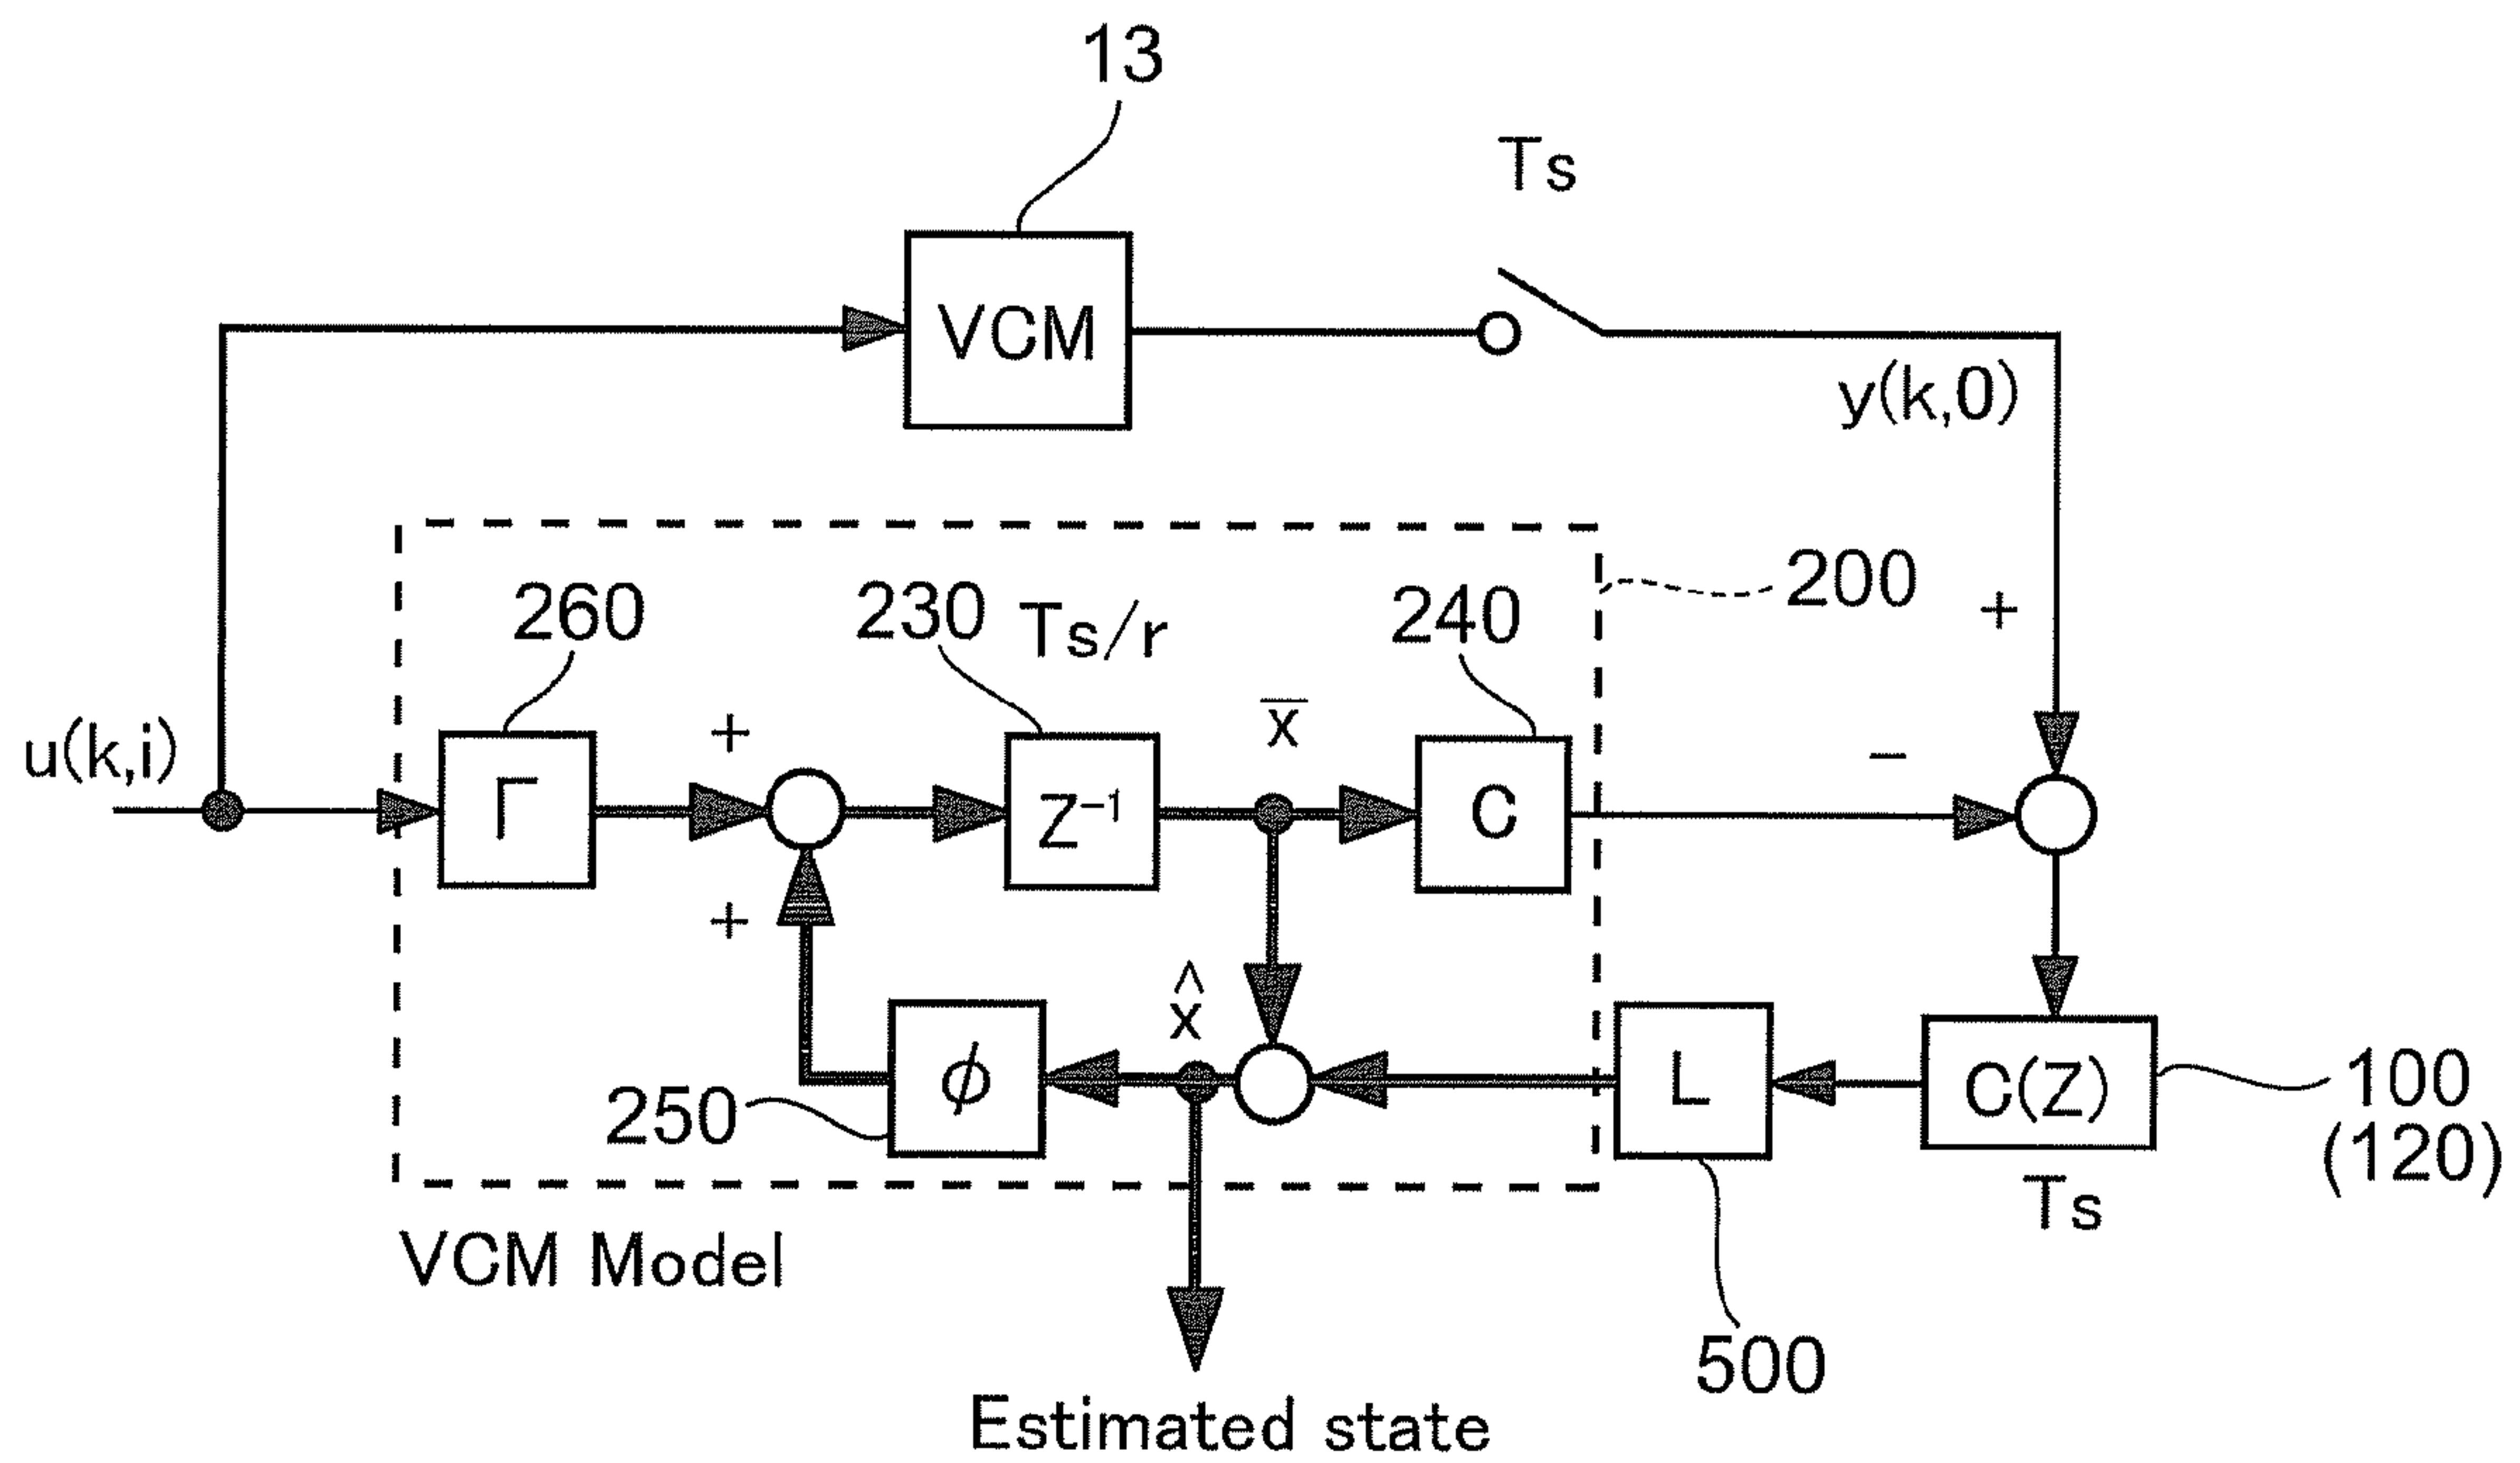 13
Ts
VCM
y(k,0)
200
260
230
Ts/r
240
+
u(k,i)
+
x̄
−
Γ
Z⁻¹
C
+
x̂
ϕ
L
C(Z)
100
(120)
250
Ts
VCM Model
500
Estimated state